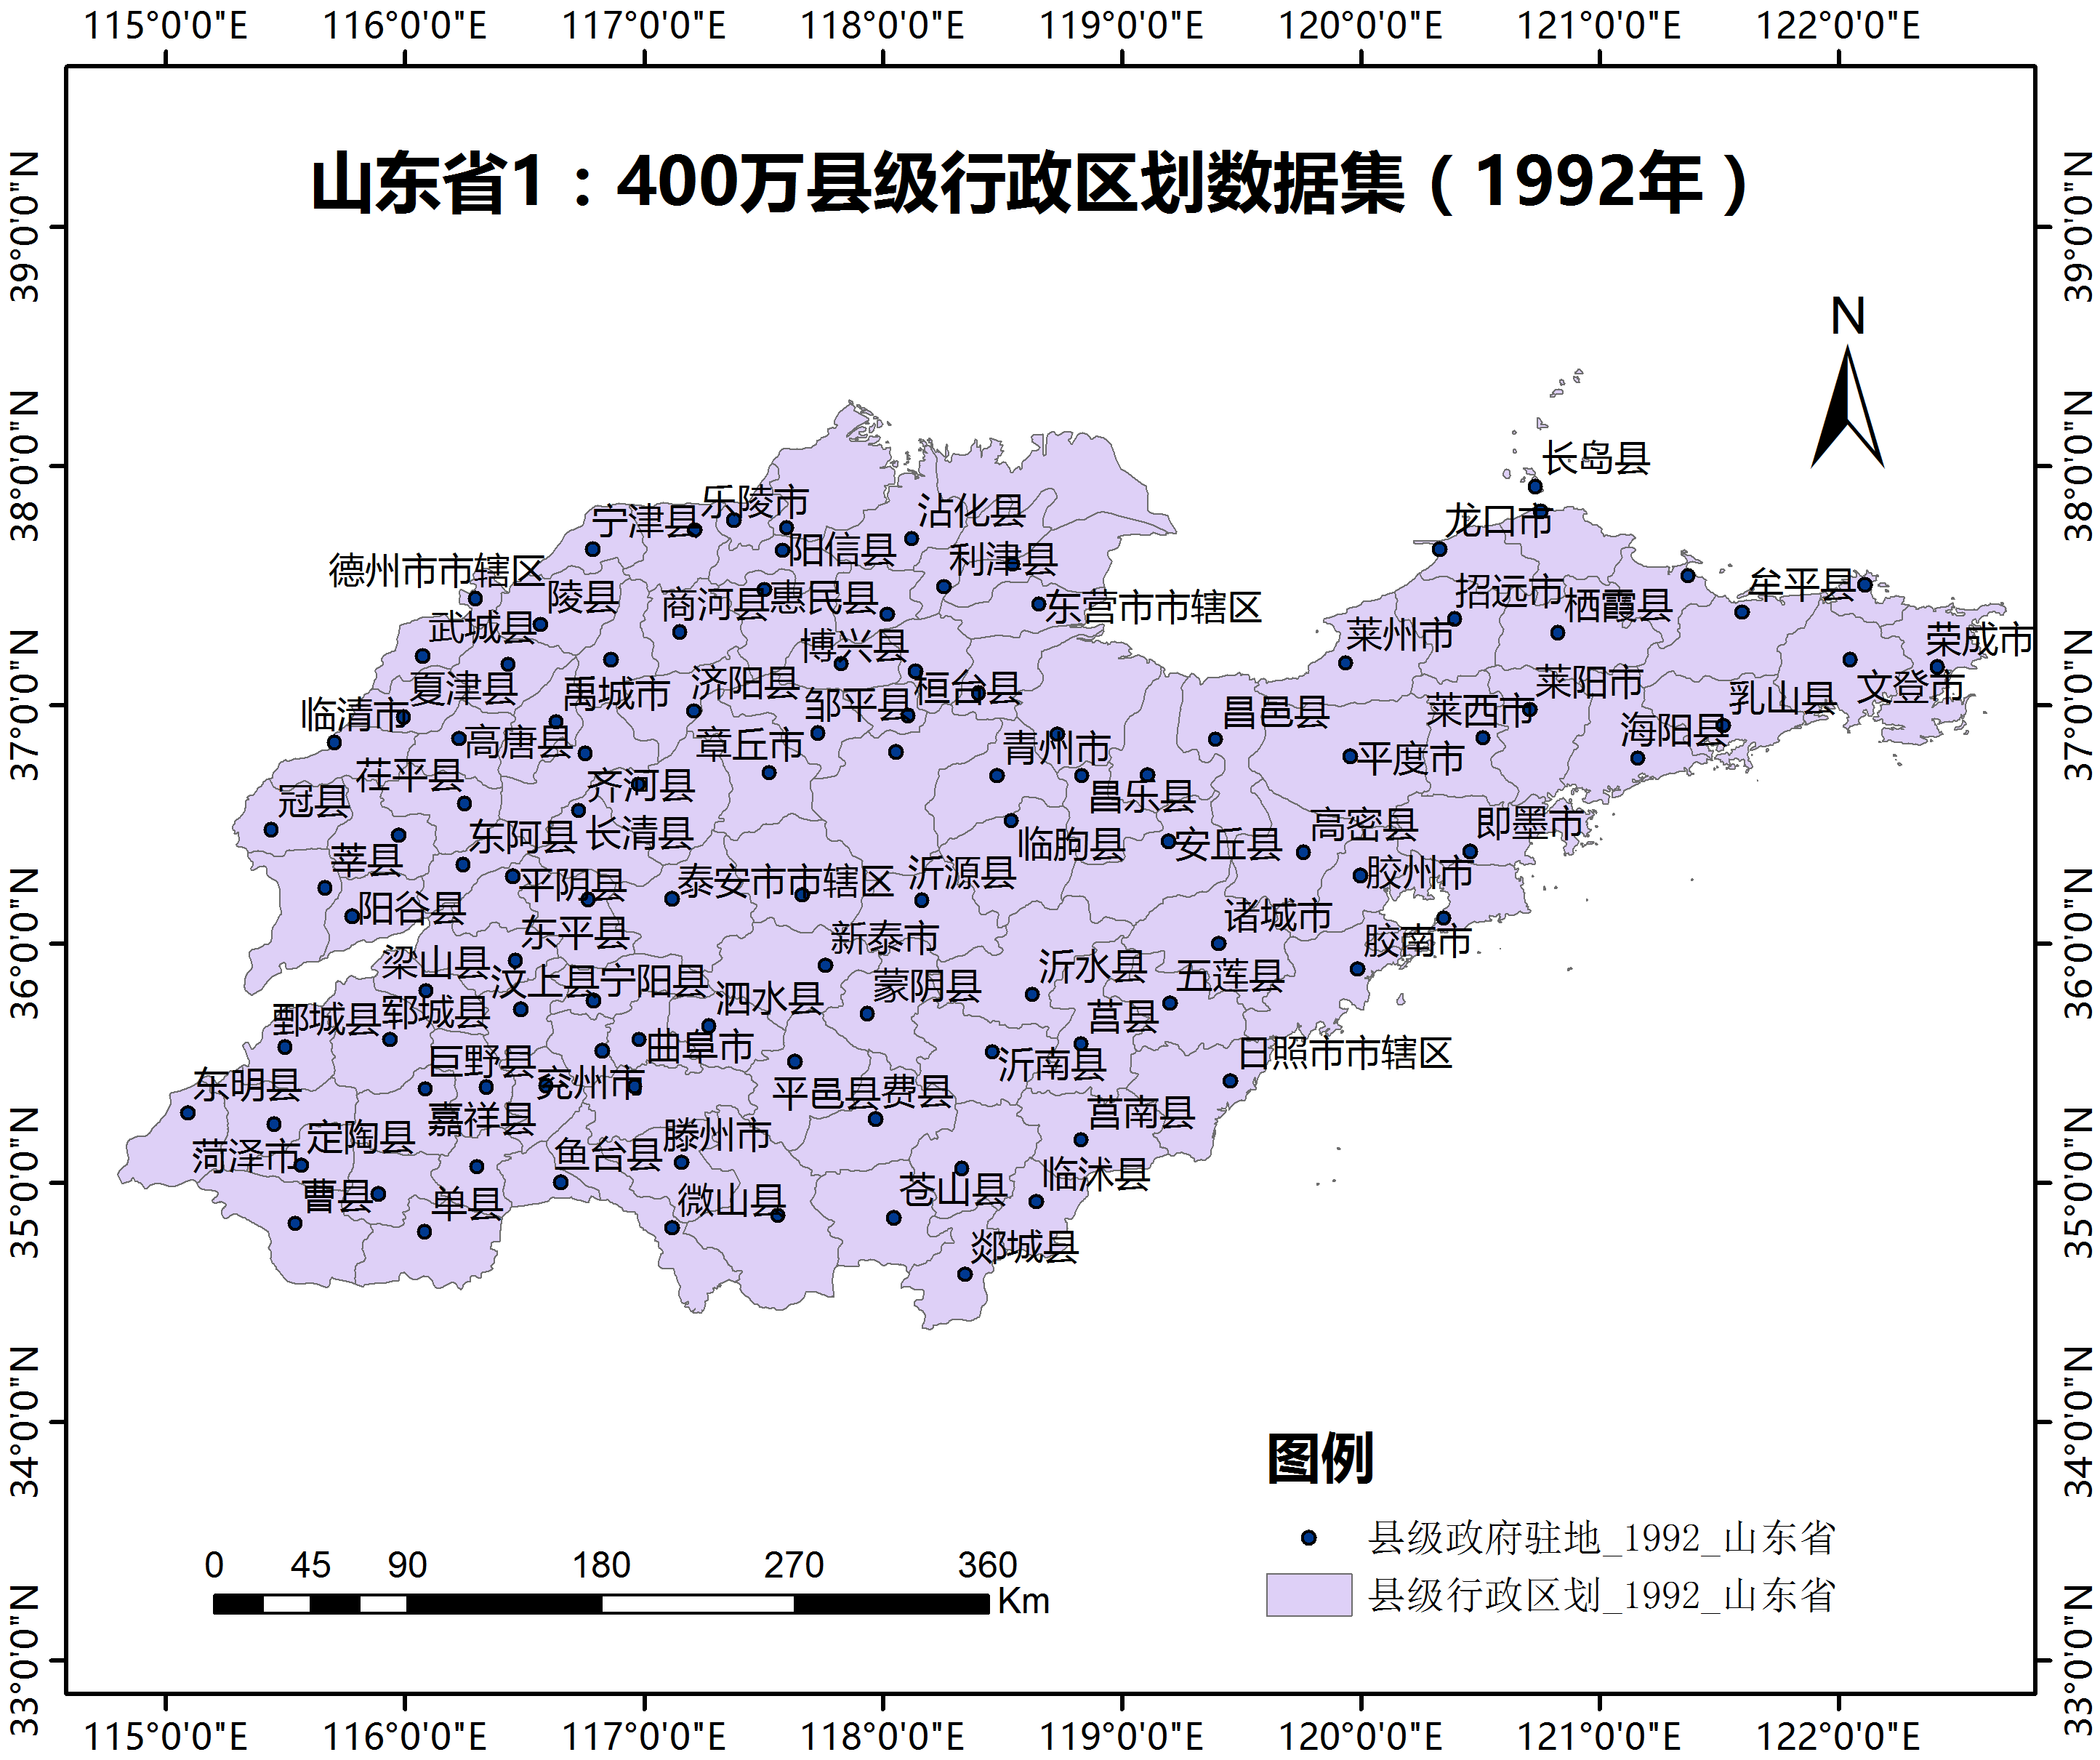 115°0'0"E 116°0'0"E 117°0'0"E 118°0'0"E 119°0'0"E 120°0'0"E 121°0'0"E 122°0'0"E
山东省1：400万县级行政区划数据集（1992年）
39°0'0"N
38°0'0"N
37°0'0"N
36°0'0"N
35°0'0"N
34°0'0"N
33°0'0"N
39°0'0"N
38°0'0"N
37°0'0"N
36°0'0"N
35°0'0"N
34°0'0"N
33°0'0"N
N
长岛县
乐陵市
沾化县
宁津县
龙口市
阳信县
利津县
德州市市辖区
牟平县
陵县
招远市
商河县
惠民县
栖霞县
东营市市辖区
武城县
莱州市
荣成市
博兴县
济阳县
莱阳市
夏津县
禹城市
桓台县
文登市
乳山县
邹平县
莱西市
临清市
昌邑县
海阳县
高唐县
章丘市
青州市
平度市
茌平县
齐河县
昌乐县
冠县
高密县
即墨市
东阿县
长清县
临朐县
安丘县
莘县
胶州市
沂源县
平阴县
泰安市市辖区
阳谷县
诸城市
东平县
新泰市
胶南市
梁山县
沂水县
五莲县
汶上县
宁阳县
蒙阴县
泗水县
鄄城县
郓城县
莒县
曲阜市
日照市市辖区
巨野县
沂南县
东明县
兖州市
平邑县
费县
嘉祥县
莒南县
定陶县
滕州市
菏泽市
鱼台县
临沭县
曹县
单县
微山县
苍山县
郯城县
图例
县级政府驻地_1992_山东省
县级行政区划_1992_山东省
0 45 90 180 270 360
Km
115°0'0"E 116°0'0"E 117°0'0"E 118°0'0"E 119°0'0"E 120°0'0"E 121°0'0"E 122°0'0"E